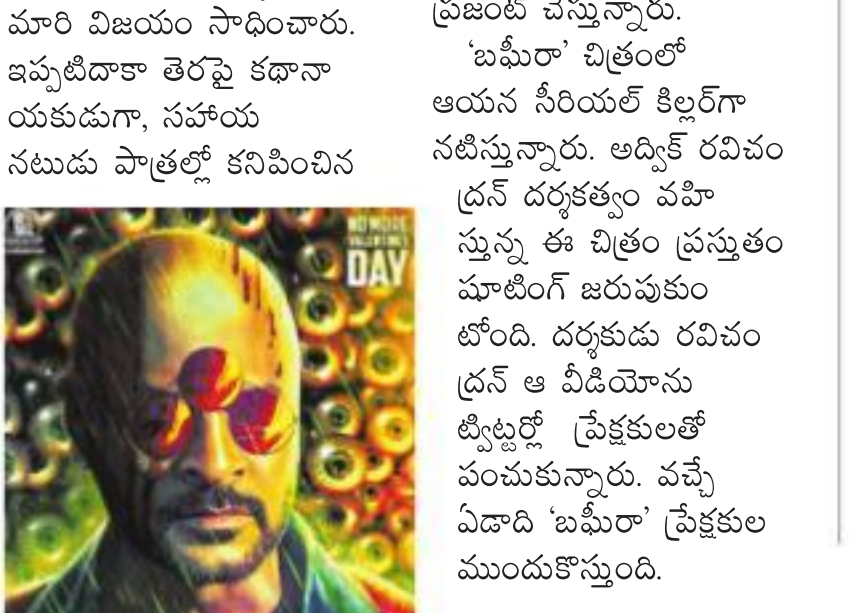 మారి విజయం సాధించారు.
ఇప్పటిదాకా తెరపై కథానా
యకుడుగా, సహాయ
నటుడు పాత్రల్లో కనిపించిన
NO MORE
VALENTINES
DAY
ప్రజంట్ చేస్తున్నారు.
‘బఘీరా’ చిత్రంలో
ఆయన సీరియల్ కిల్లర్‌గా
నటిస్తున్నారు. అద్విక్ రవిచం
ద్రన్ దర్శకత్వం వహి
స్తున్న ఈ చిత్రం ప్రస్తుతం
షూటింగ్ జరుపుకుం
టోంది. దర్శకుడు రవిచం
ద్రన్ ఆ వీడియోను
ట్విట్టర్లో ప్రేక్షకులతో
పంచుకున్నారు. వచ్చే
ఏడాది ‘బఘీరా’ ప్రేక్షకుల
ముందుకొస్తుంది.